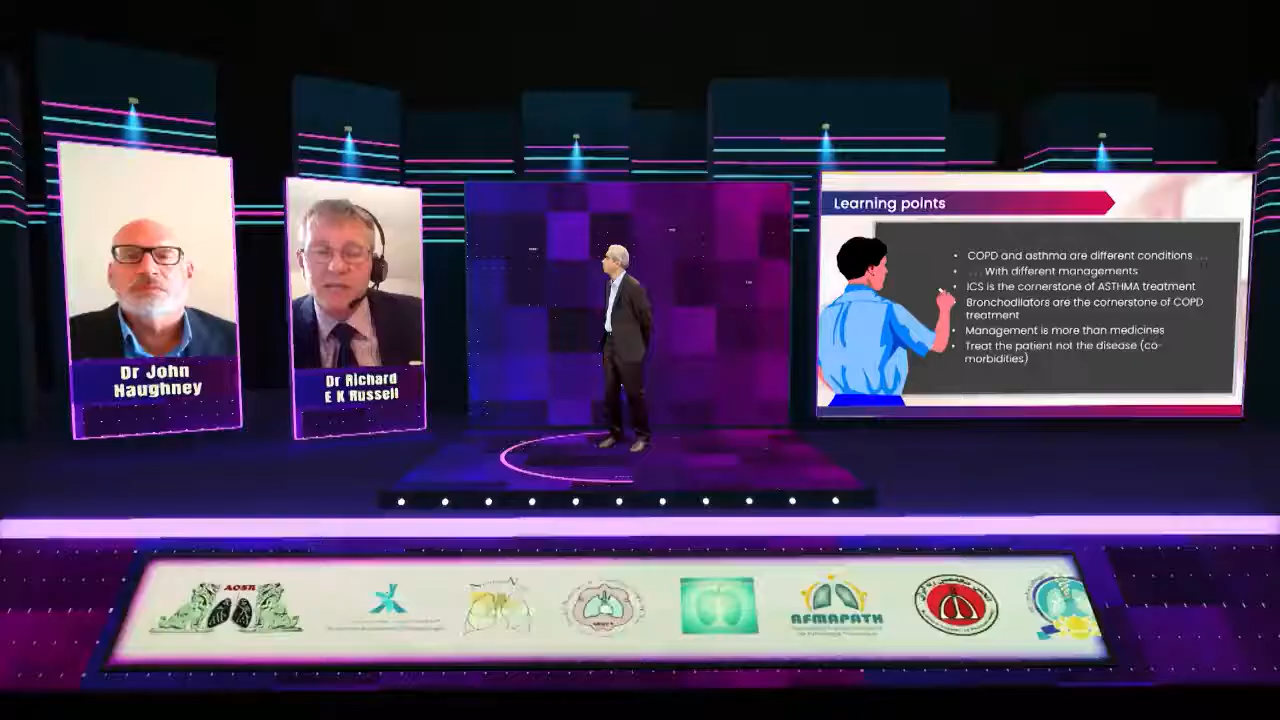 Dr John
Haughney
Dr Richard
E K Russell
Learning points
• COPD and asthma are different conditions ...
• ... With different managements
• ICS is the cornerstone of ASTHMA treatment
• Bronchodilators are the cornerstone of COPD
treatment
• Management is more than medicines
• Treat the patient not the disease (co-
morbidities)
AFMAPATH